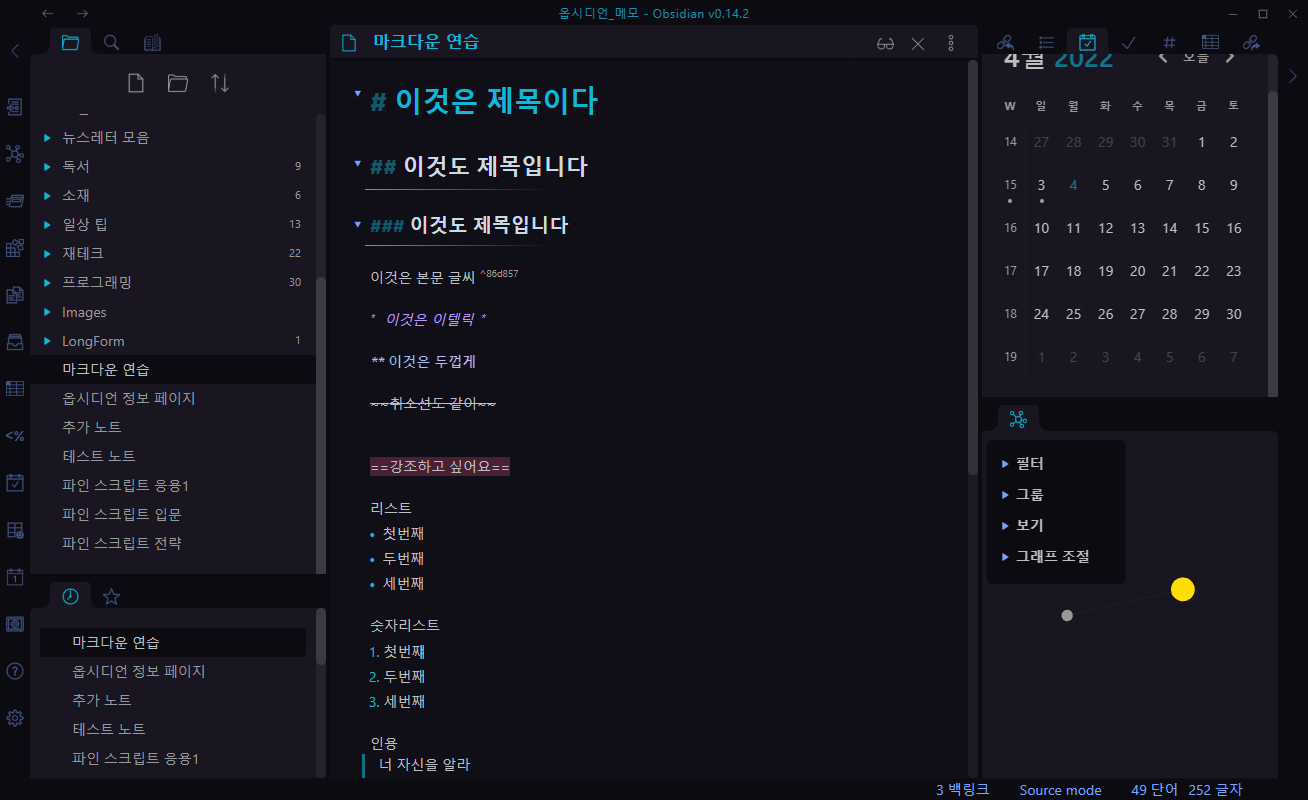 옵시디언_메모 - Obsidian v0.14.2
마크다운 연습
뉴스레터 모음
독서 9
소재 6
일상 팁 13
재테크 22
프로그래밍 30
Images
LongForm 1
마크다운 연습
옵시디언 정보 페이지
추가 노트
테스트 노트
파인 스크립트 응용1
파인 스크립트 입문
파인 스크립트 전략
<%
1
마크다운 연습
옵시디언 정보 페이지
추가 노트
테스트 노트
파인 스크립트 응용1
# 이것은 제목이다
## 이것도 제목입니다
### 이것도 제목입니다
이것은 본문 글씨 ^86d857
* 이것은 이텔릭 *
** 이것은 두껍게
~~취소선도 같이~~
==강조하고 싶어요==
리스트
• 첫번째
• 두번째
• 세번째
숫자리스트
1. 첫번째
2. 두번째
3. 세번째
인용
너 자신을 알라
4월 2022 오늘
W 일 월 화 수 목 금 토
14 27 28 29 30 31 1 2
15 3 4 5 6 7 8 9
16 10 11 12 13 14 15 16
17 17 18 19 20 21 22 23
18 24 25 26 27 28 29 30
19 1 2 3 4 5 6 7
필터
그룹
보기
그래프 조절
3 백링크 Source mode 49 단어 252 글자